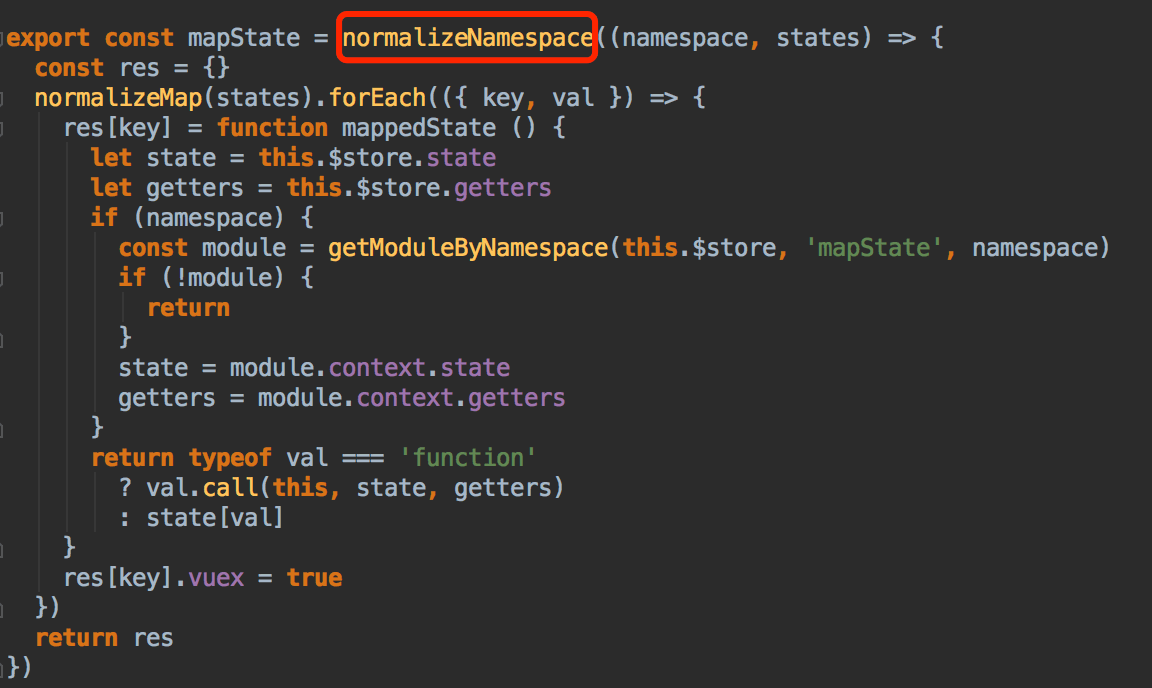 export const mapState = normalizeNamespace((namespace, states) => {
  const res = {}
  normalizeMap(states).forEach(({ key, val }) => {
    res[key] = function mappedState () {
      let state = this.$store.state
      let getters = this.$store.getters
      if (namespace) {
        const module = getModuleByNamespace(this.$store, 'mapState', namespace)
        if (!module) {
          return
        }
        state = module.context.state
        getters = module.context.getters
      }
      return typeof val === 'function'
        ? val.call(this, state, getters)
        : state[val]
    }
    res[key].vuex = true
  })
  return res
})